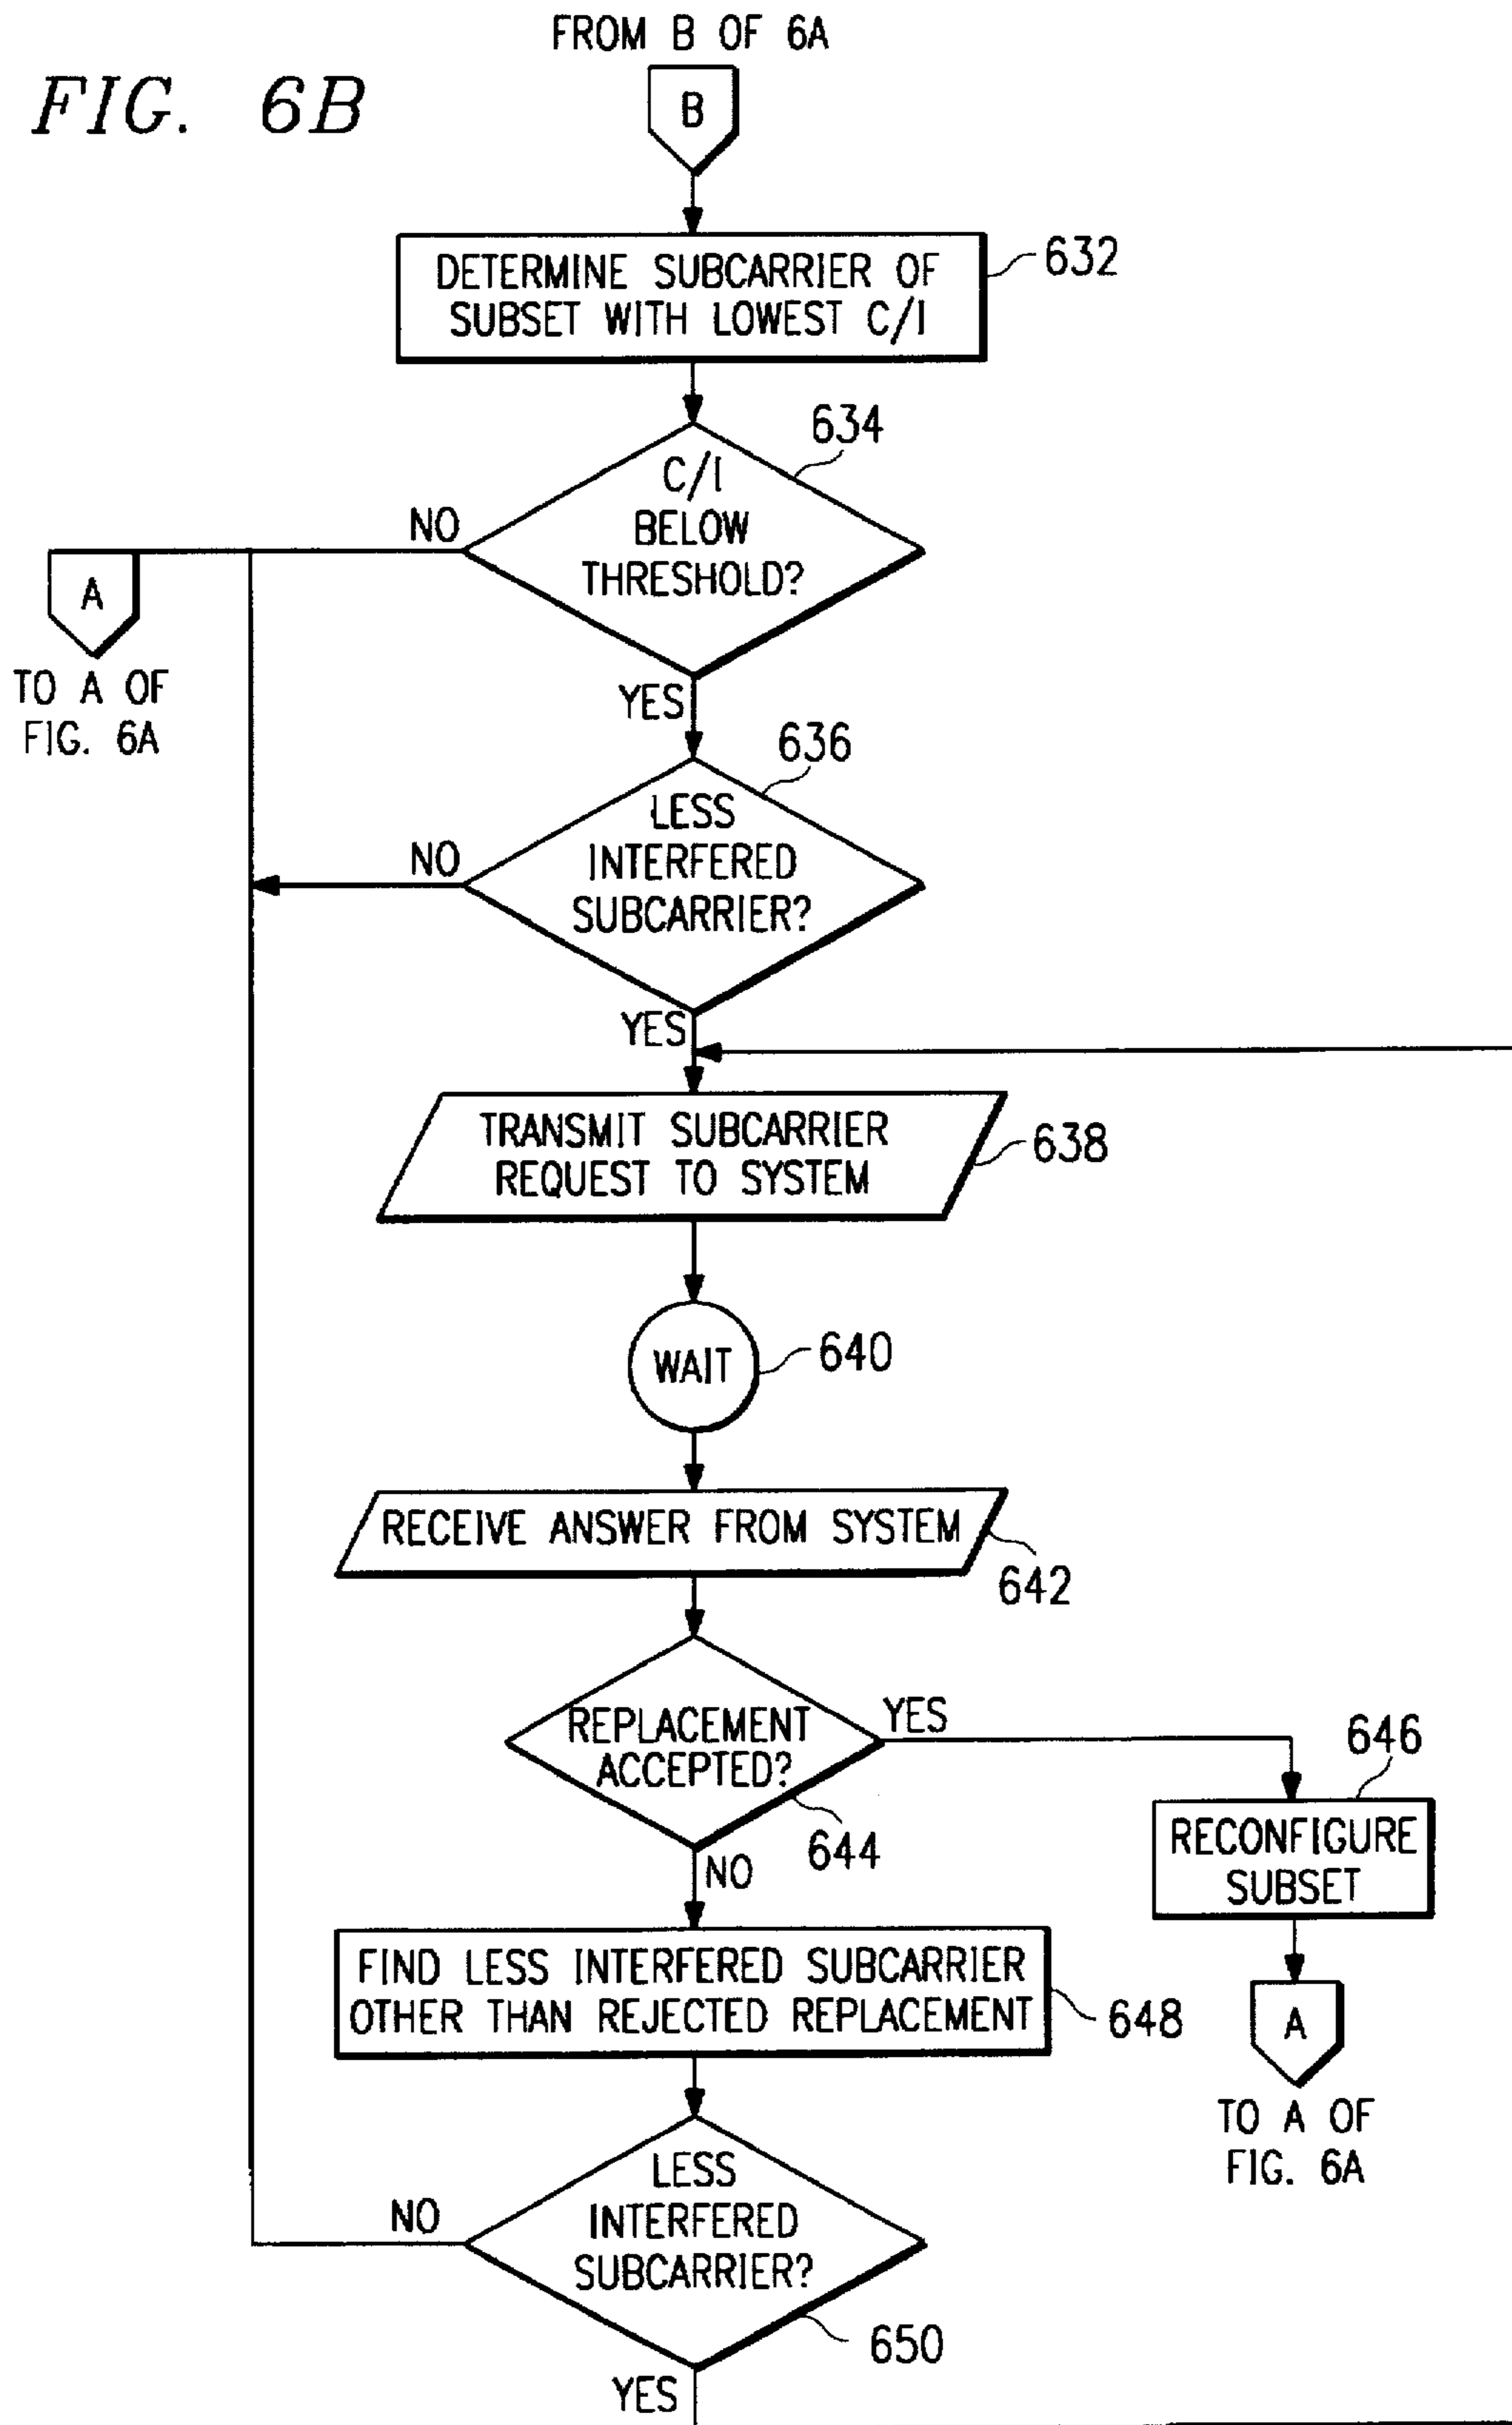 FROM B OF 6A
FIG. 6B
B
DETERMINE SUBCARRIER OF
SUBSET WITH LOWEST C/I
632
634
C/I
BELOW
THRESHOLD?
NO
A
TO A OF
FIG. 6A
YES
636
LESS
INTERFERED
SUBCARRIER?
NO
YES
TRANSMIT SUBCARRIER
REQUEST TO SYSTEM
638
WAIT
640
RECEIVE ANSWER FROM SYSTEM
642
REPLACEMENT
ACCEPTED?
YES
644
646
RECONFIGURE
SUBSET
NO
A
TO A OF
FIG. 6A
FIND LESS INTERFERED SUBCARRIER
OTHER THAN REJECTED REPLACEMENT
648
LESS
INTERFERED
SUBCARRIER?
NO
650
YES